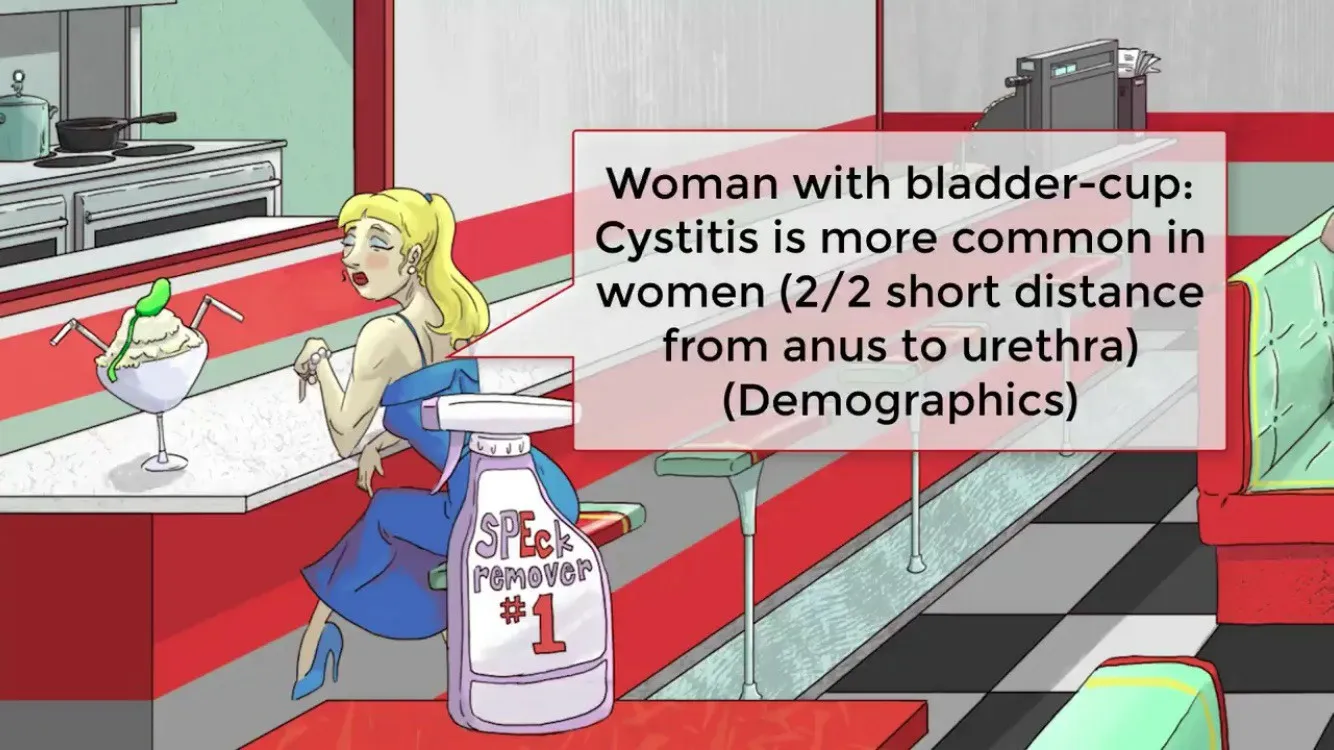 Woman with bladder-cup:
Cystitis is more common in
women (2/2 short distance
from anus to urethra)
(Demographics)
SPEck
remover
#1